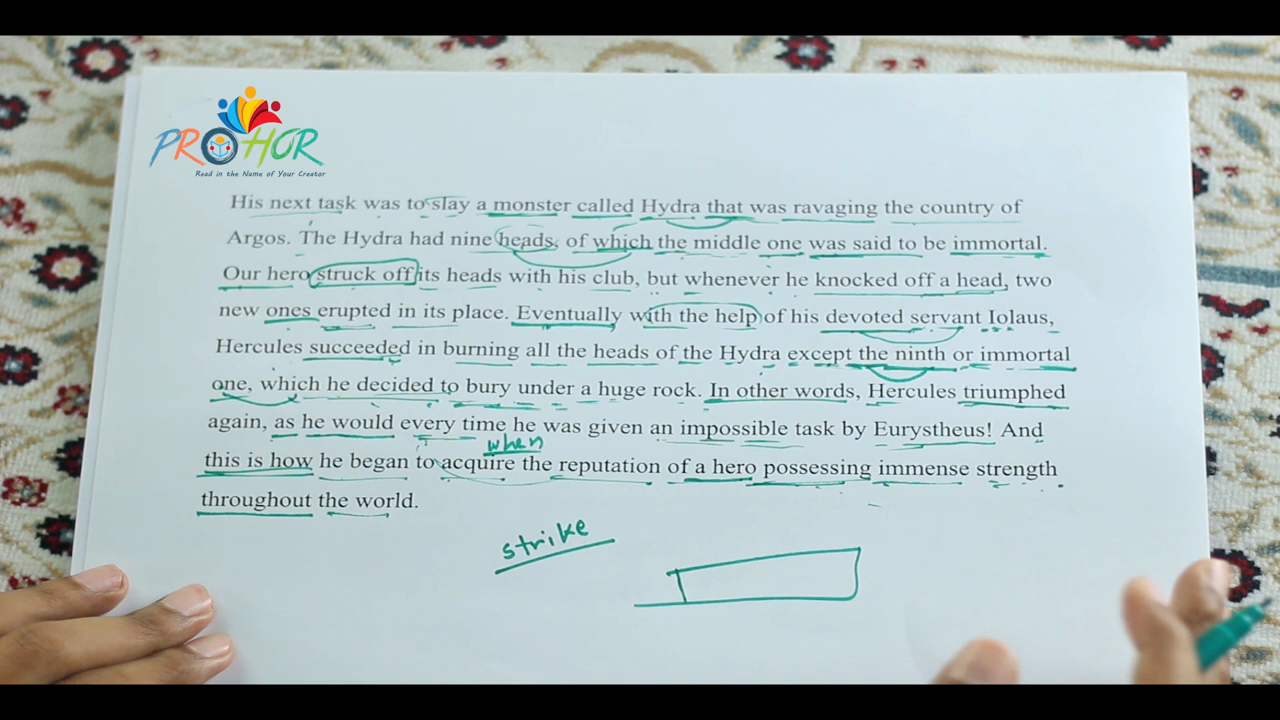 PROHOR
Read in the Name of Your Creator
His next task was to slay a monster called Hydra that was ravaging the country of
Argos. The Hydra had nine heads, of which the middle one was said to be immortal.
Our hero struck off its heads with his club, but whenever he knocked off a head, two
new ones erupted in its place. Eventually with the help of his devoted servant Iolaus,
Hercules succeeded in burning all the heads of the Hydra except the ninth or immortal
one, which he decided to bury under a huge rock. In other words, Hercules triumphed
again, as he would every time he was given an impossible task by Eurystheus! And
when
this is how he began to acquire the reputation of a hero possessing immense strength
throughout the world.
strike